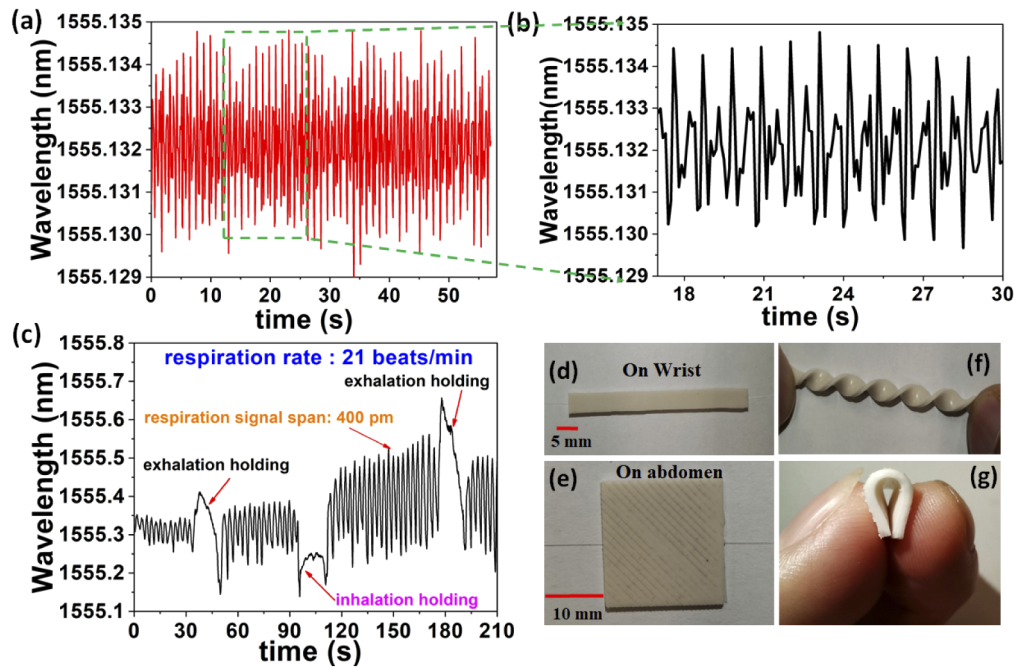 (a)
1555.135
1555.134
1555.133
1555.132
1555.131
1555.130
1555.129
Wavelength (nm)
0 10 20 30 40 50
time (s)
(b)
1555.135
1555.134
1555.133
1555.132
1555.131
1555.130
1555.129
Wavelength(nm)
18 21 24 27 30
time (s)
(c)
1555.8
1555.7
1555.6
1555.5
1555.4
1555.3
1555.2
1555.1
Wavelength (nm)
respiration rate : 21 beats/min
exhalation holding
respiration signal span: 400 pm
exhalation holding
inhalation holding
0 30 60 90 120 150 180 210
time (s)
(d)
On Wrist
5 mm
(f)
(e)
On abdomen
10 mm
(g)